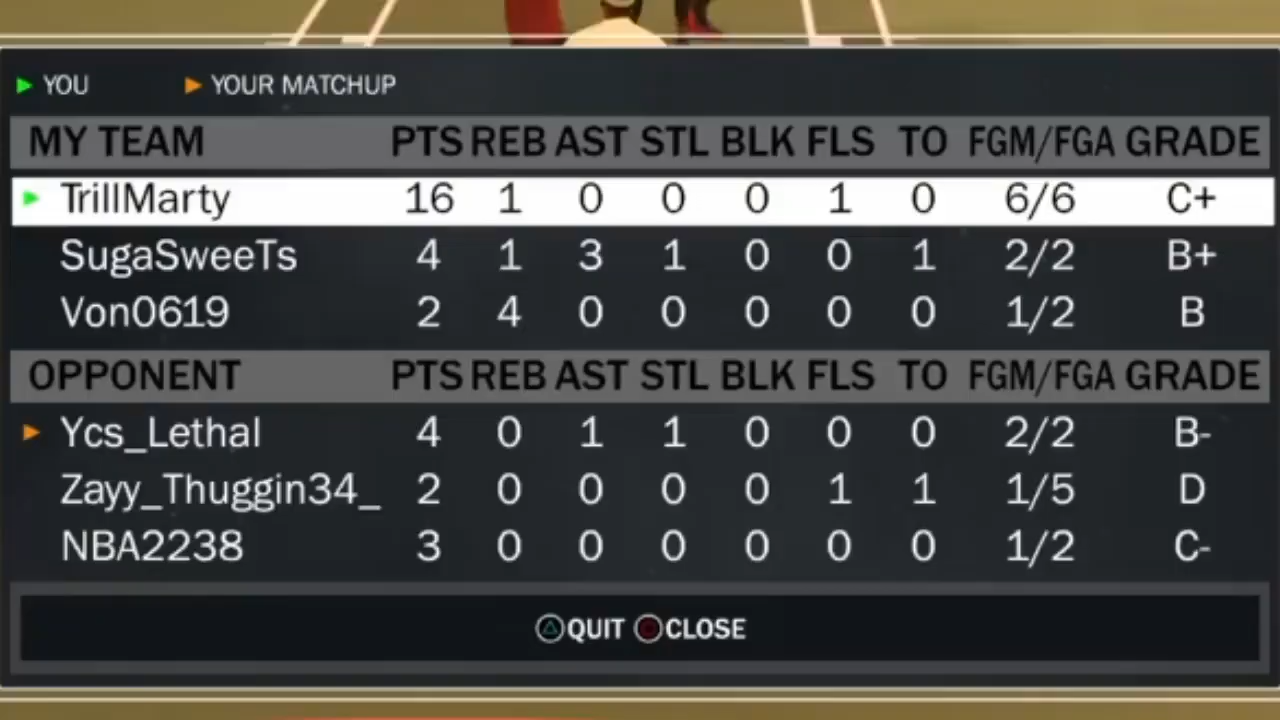 YOU YOUR MATCHUP
MY TEAM PTS REB AST STL BLK FLS TO FGM/FGA GRADE
TrillMarty 16 1 0 0 0 1 0 6/6 C+
SugaSweeTs 4 1 3 1 0 0 1 2/2 B+
Von0619 2 4 0 0 0 0 0 1/2 B
OPPONENT PTS REB AST STL BLK FLS TO FGM/FGA GRADE
Ycs_Lethal 4 0 1 1 0 0 0 2/2 B-
Zayy_Thuggin34_ 2 0 0 0 0 1 1 1/5 D
NBA2238 3 0 0 0 0 0 0 1/2 C-
QUIT CLOSE